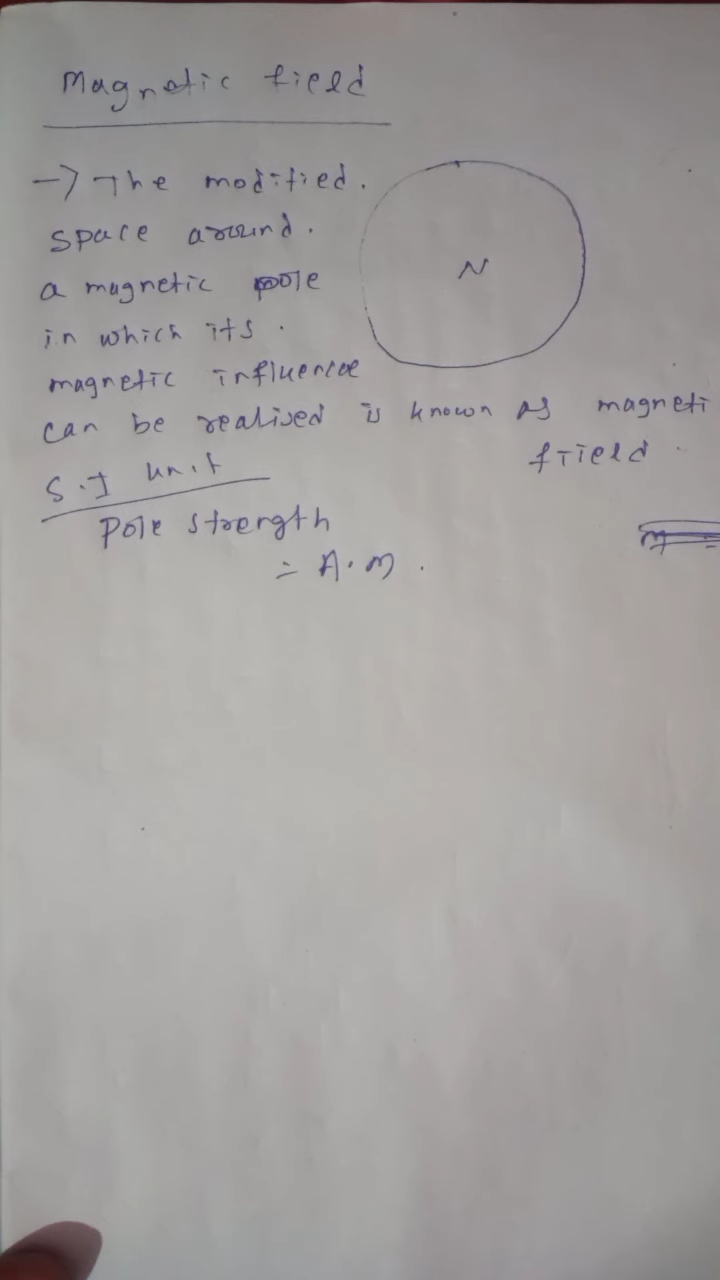 Magnetic field
→ The modified.
space around.
N
a magnetic pole
in which its.
magnetic influence
can be realised is known as magneti
frield.
S.I unit
Pole strength
= A.m.